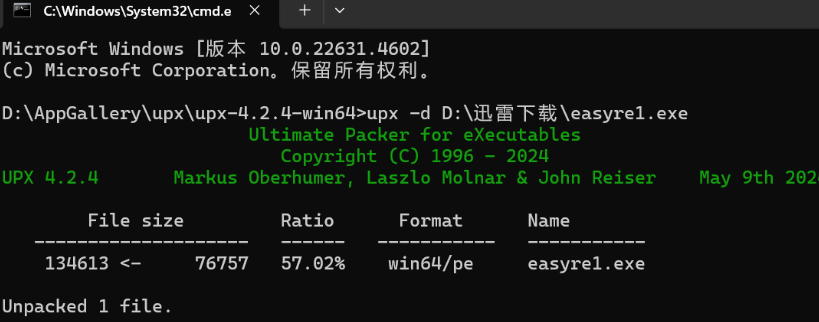 C:\Windows\System32\cmd.e
Microsoft Windows [版本 10.0.22631.4602]
(c) Microsoft Corporation。保留所有权利。
D:\AppGallery\upx\upx-4.2.4-win64>upx -d D:\迅雷下载\easyre1.exe
Ultimate Packer for eXecutables
Copyright (C) 1996 - 2024
UPX 4.2.4 Markus Oberhumer, Laszlo Molnar & John Reiser May 9th 202
File size Ratio Format Name
-------------------- ------ ----------- -----------
134613 <- 76757 57.02% win64/pe easyre1.exe
Unpacked 1 file.